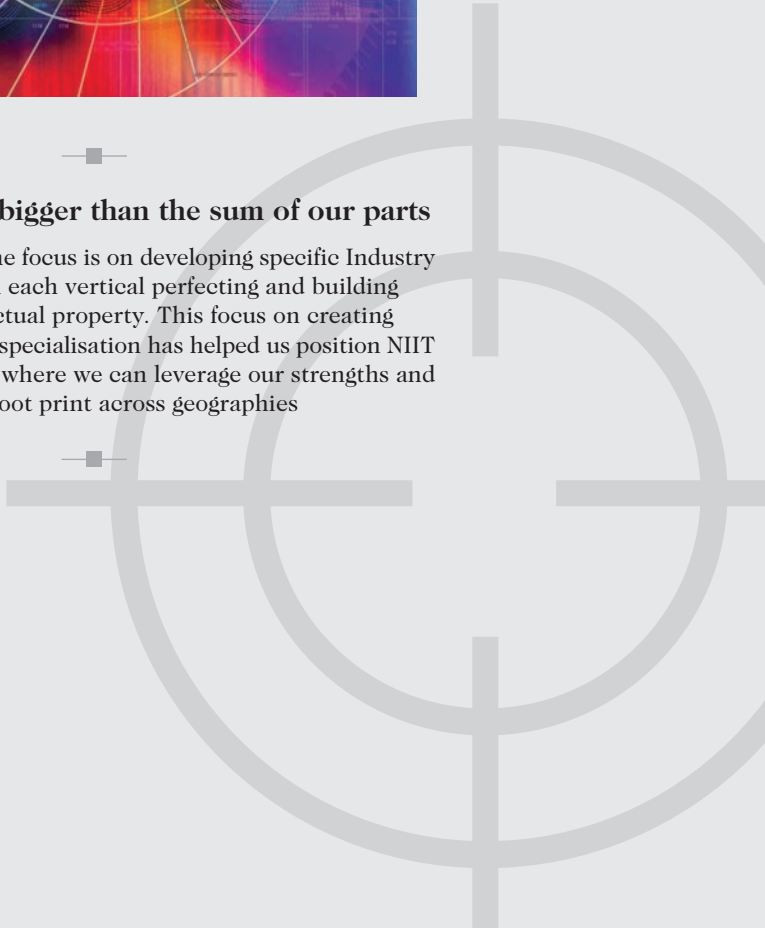 bigger than the sum of our parts
he focus is on developing specific Industry
each vertical perfecting and building
ctual property. This focus on creating
specialisation has helped us position NIIT
where we can leverage our strengths and
oot print across geographies